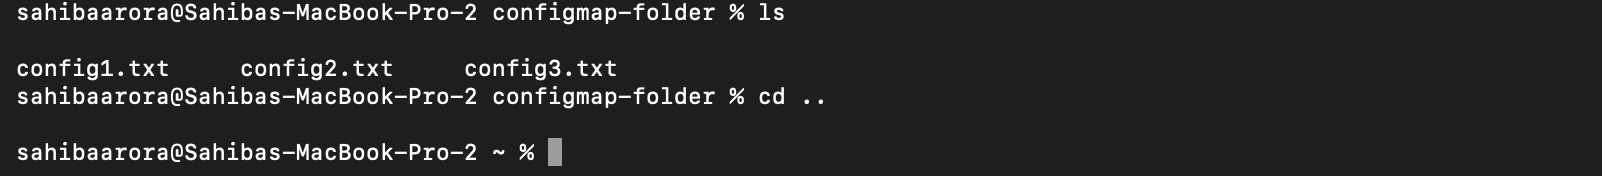 sahibaarora@Sahibas-MacBook-Pro-2 configmap-folder % ls
config1.txt config2.txt config3.txt
sahibaarora@Sahibas-MacBook-Pro-2 configmap-folder % cd ..
sahibaarora@Sahibas-MacBook-Pro-2 ~ %